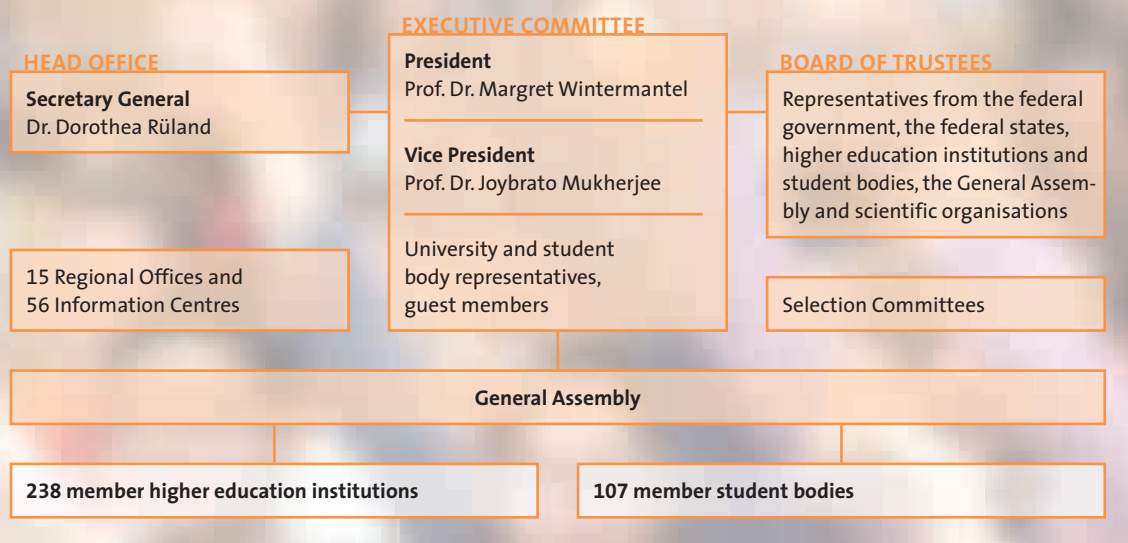 HEAD OFFICE
Secretary General
Dr. Dorothea Rüland
15 Regional Offices and
56 Information Centres
EXECUTIVE COMMITTEE
President
Prof. Dr. Margret Wintermantel
Vice President
Prof. Dr. Joybrato Mukherjee
University and student
body representatives,
guest members
BOARD OF TRUSTEES
Representatives from the federal
government, the federal states,
higher education institutions and
student bodies, the General Assem-
bly and scientific organisations
Selection Committees
General Assembly
238 member higher education institutions
107 member student bodies